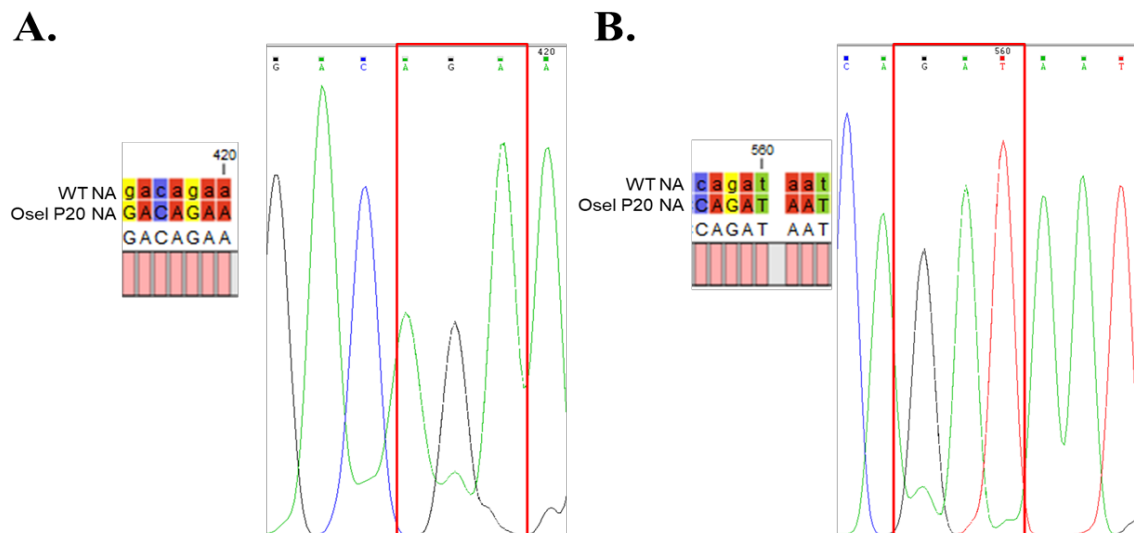 A.
420
G A C A G A A
420
WT NA gacagaa
Osel P20 NA GACAGAA
GACAGAA
B.
560
C A G A T A A T
560
WT NA cagat aat
Osel P20 NA CAGAT AAT
CAGAT AAT